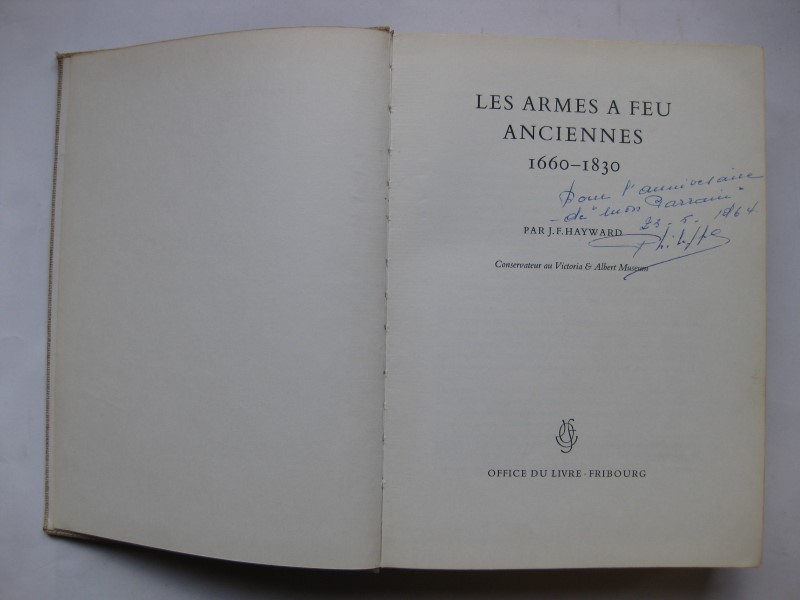 LES ARMES A FEU
ANCIENNES
1660–1830
Pour l'anniversaire
de "mon Parrain"
23-5-1964
PAR J.F. HAYWARD
Philippe
Conservateur au Victoria & Albert Museum
OFFICE DU LIVRE · FRIBOURG